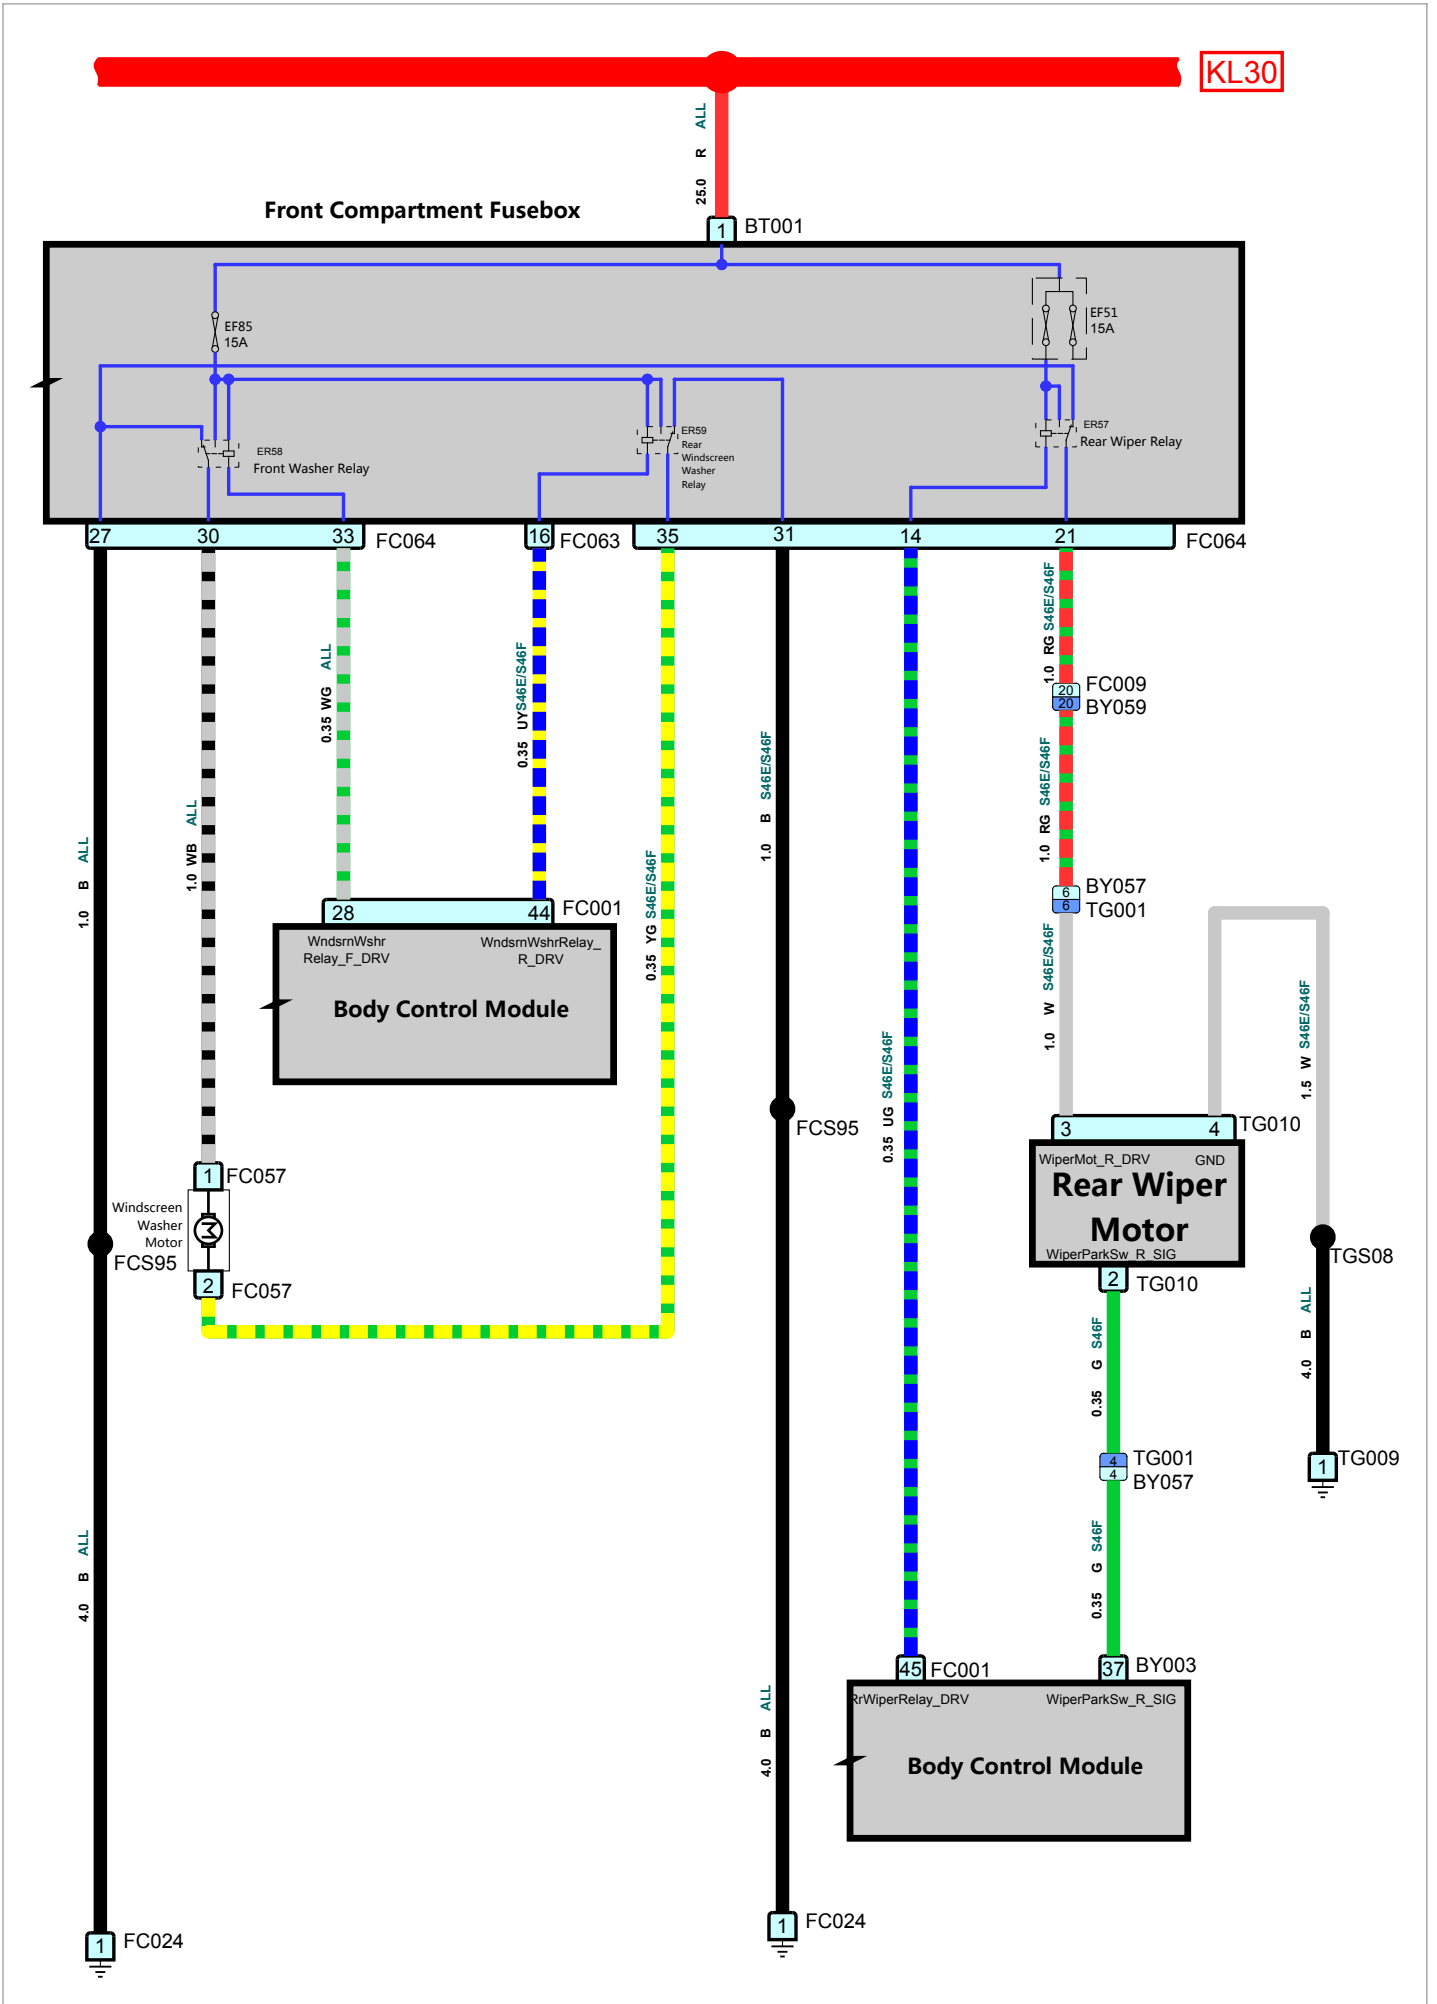 KL30
25.0 R ALL
Front Compartment Fusebox
1 BT001
EF85
15A
EF51
15A
ER58
Front Washer Relay
ER59
Rear
Windscreen
Washer
Relay
ER57
Rear Wiper Relay
27 30 33 FC064
16 FC063
35 31 14 21 FC064
1.0 B ALL
1.0 WB ALL
0.35 WG ALL
0.35 UY S46E/S46F
0.35 YG S46E/S46F
1.0 B S46E/S46F
0.35 UG S46E/S46F
1.0 RG S46E/S46F
20 FC009
20 BY059
1.0 RG S46E/S46F
6 BY057
6 TG001
1.0 W S46E/S46F
1.5 W S46E/S46F
28 44 FC001
WndsrnWshr
Relay_F_DRV
WndsrnWshrRelay_
R_DRV
Body Control Module
FCS95
3 4 TG010
WiperMot_R_DRV GND
Rear Wiper
Motor
WiperParkSw_R_SIG
2 TG010
1 FC057
Windscreen
Washer
Motor
FCS95
2 FC057
TGS08
4.0 B ALL
1 TG009
0.35 G S46F
4 TG001
4 BY057
0.35 G S46F
4.0 B ALL
4.0 B ALL
45 FC001
37 BY003
RrWiperRelay_DRV WiperParkSw_R_SIG
Body Control Module
1 FC024
1 FC024